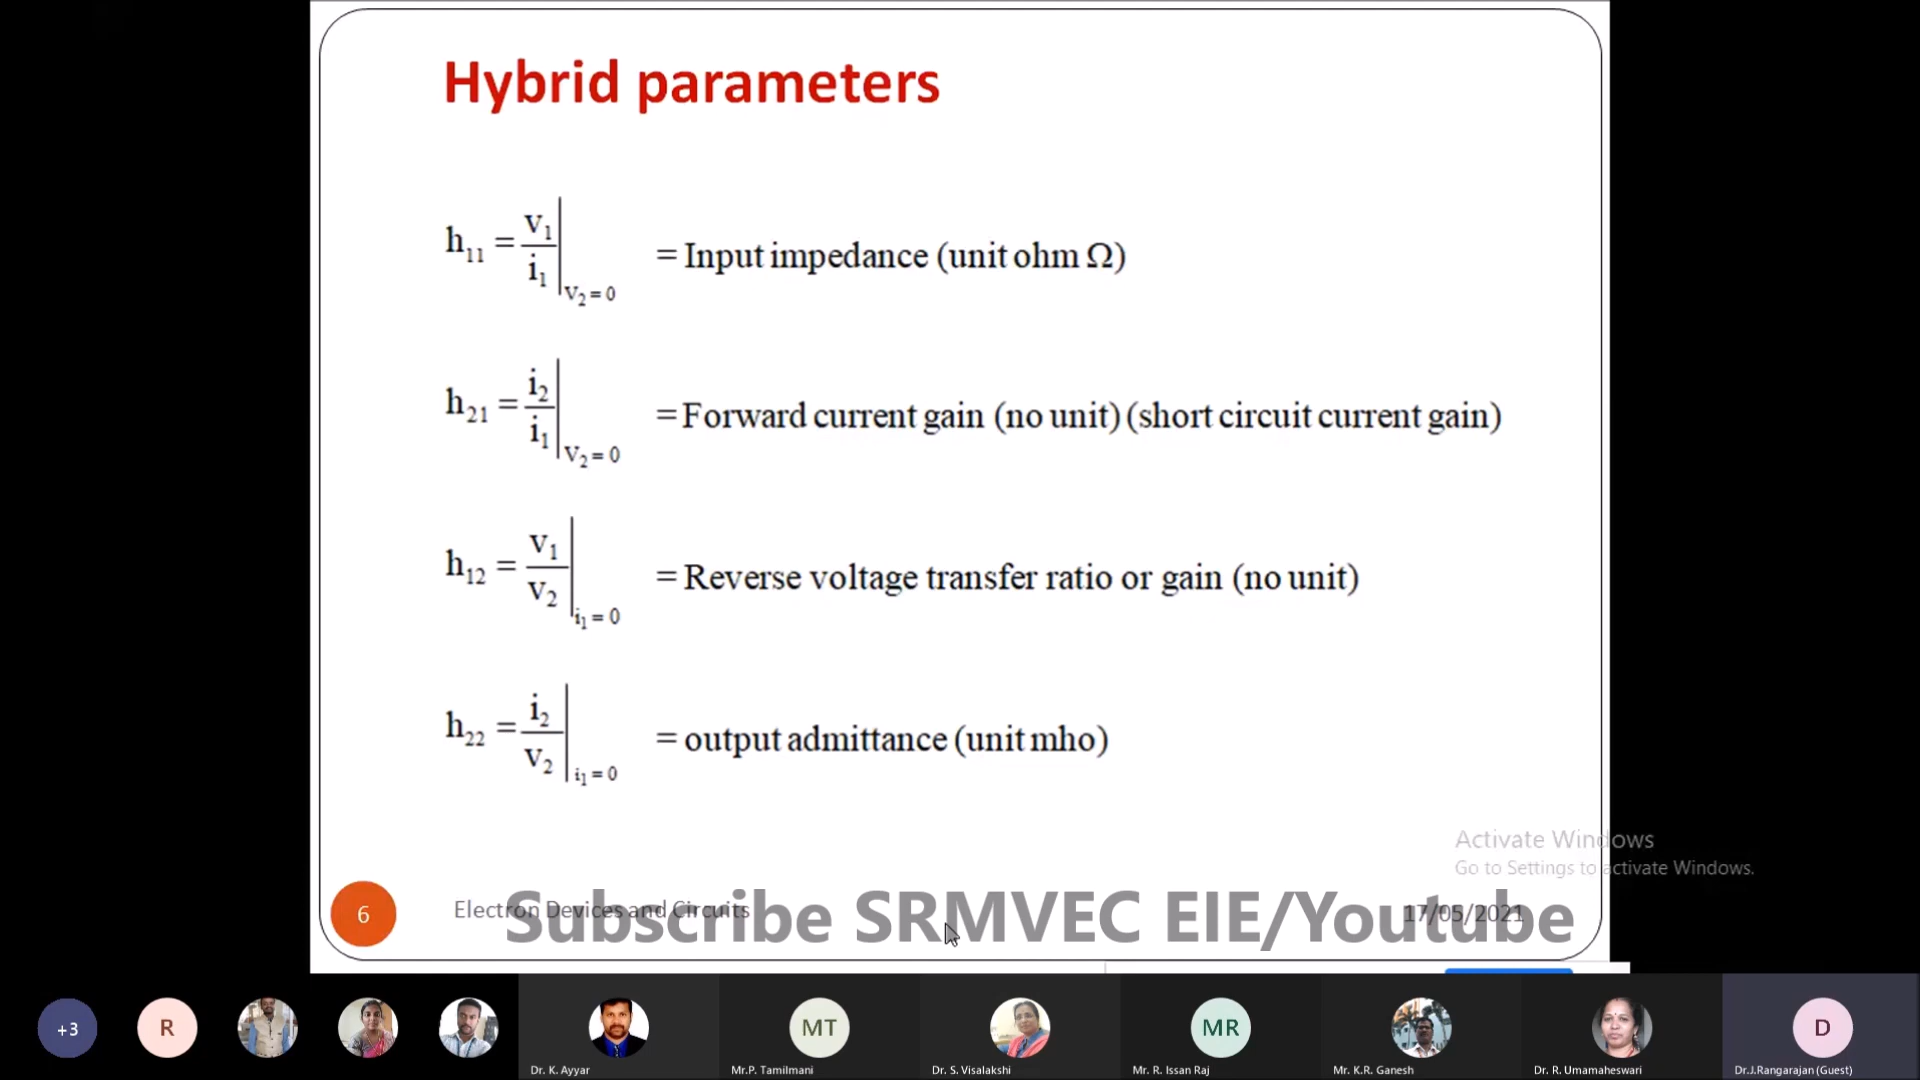 Hybrid parameters
h₁₁ = v₁/i₁ |V₂ = 0 = Input impedance (unit ohm Ω)
h₂₁ = i₂/i₁ |V₂ = 0 = Forward current gain (no unit) (short circuit current gain)
h₁₂ = v₁/v₂ |i₁ = 0 = Reverse voltage transfer ratio or gain (no unit)
h₂₂ = i₂/v₂ |i₁ = 0 = output admittance (unit mho)
Activate Windows
Go to Settings to activate Windows.
6 Electron Devices and Circuits 17/05/2021
Subscribe SRMVEC EIE/Youtube
+3 R MT MR D
Dr. K. Ayyar Mr.P. Tamilmani Dr. S. Visalakshi Mr. R. Issan Raj Mr. K.R. Ganesh Dr. R. Umamaheswari Dr.J.Rangarajan (Guest)